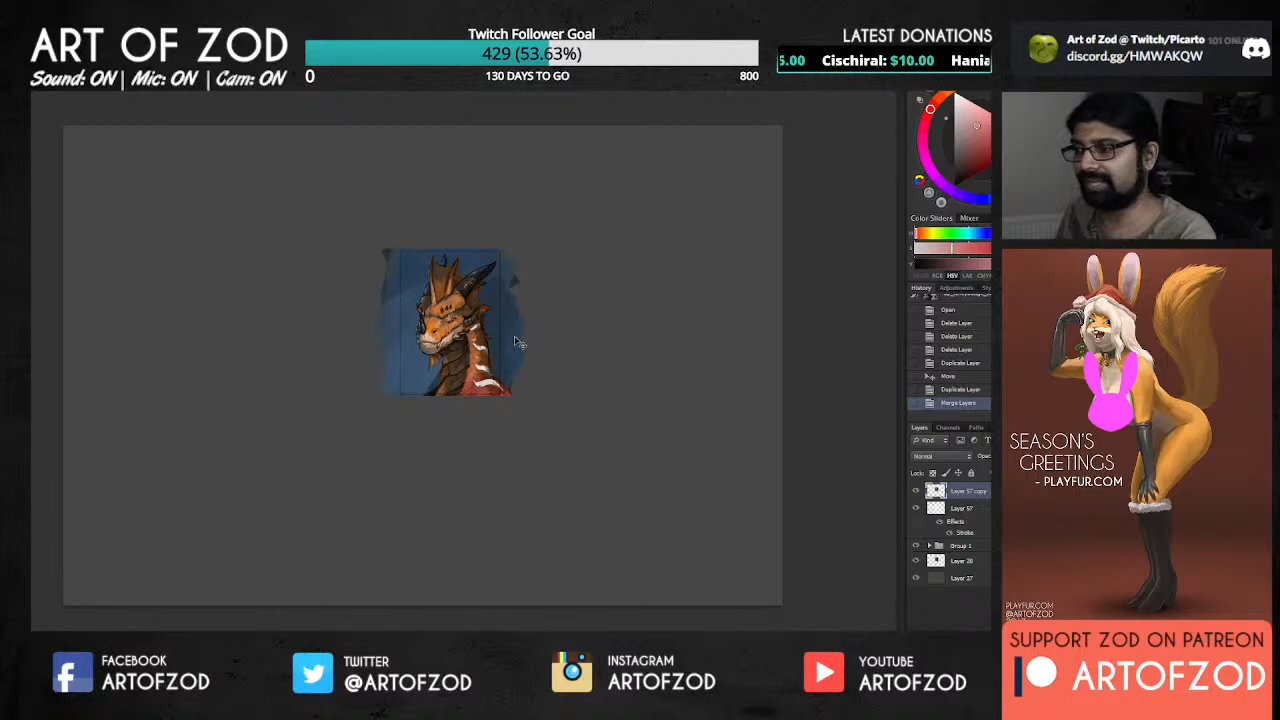 ART OF ZOD
Sound: ON | Mic: ON | Cam: ON
Twitch Follower Goal
429 (53.63%)
0
130 DAYS TO GO
800
LATEST DONATIONS
5.00 Cischiral: $10.00 Hania
Art of Zod @ Twitch/Picarto 101 ONLINE
discord.gg/HMWAKQW
Color Sliders Mixer
History Adjustments
Open
Delete Layer
Delete Layer
Delete Layer
Duplicate Layer
Move
Duplicate Layer
Merge Layers
Layers Channels Paths
Kind
Normal
Lock:
Layer 57 copy
Layer 57
Effects
Stroke
Group 1
Layer 28
Layer 27
SEASON'S
GREETINGS
- PLAYFUR.COM
PLAYFUR.COM
@ARTOFZOD
SUPPORT ZOD ON PATREON
ARTOFZOD
FACEBOOK
ARTOFZOD
TWITTER
@ARTOFZOD
INSTAGRAM
ARTOFZOD
YOUTUBE
ARTOFZOD